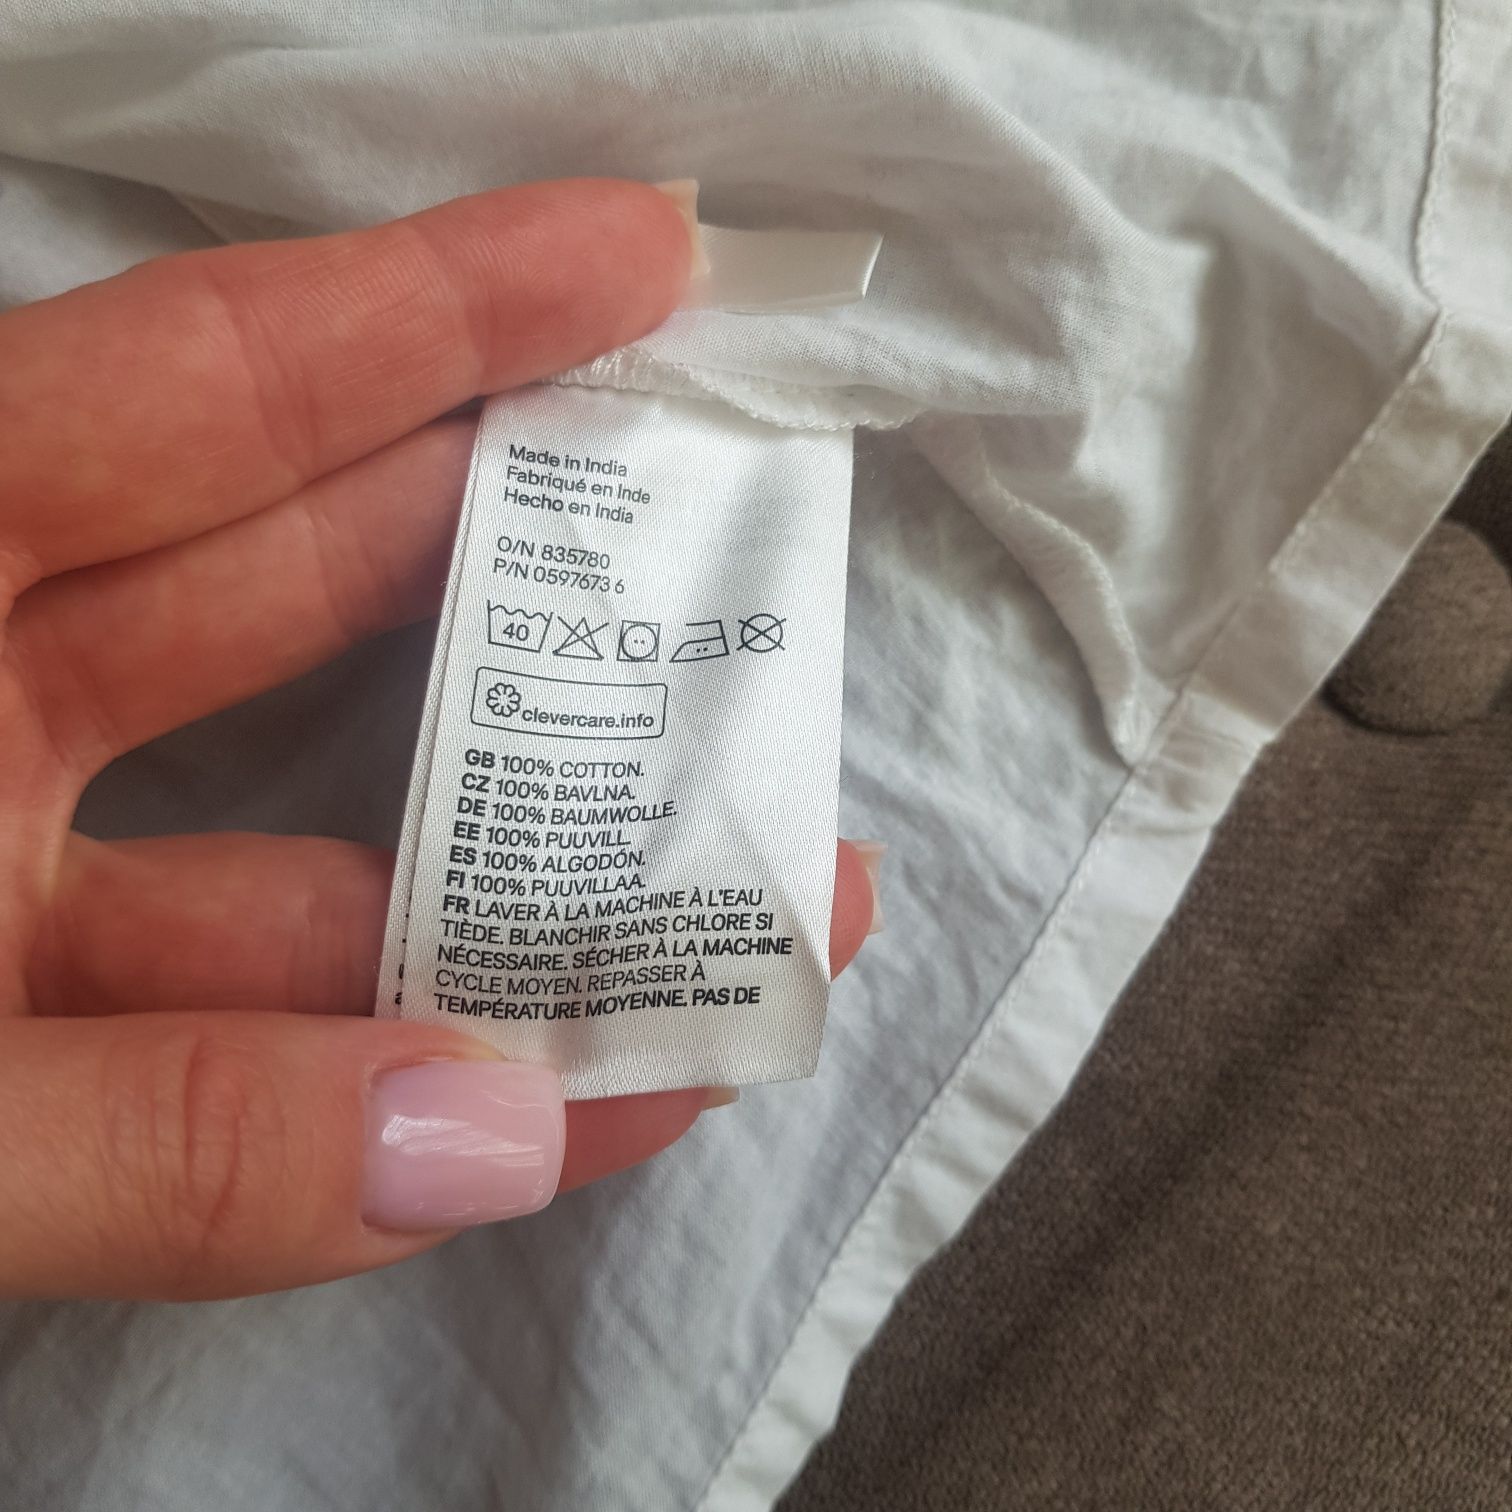 Made in India
Fabriqué en Inde
Hecho en India
O/N 835780
P/N 0597673 6
40
clevercare.info
GB 100% COTTON.
CZ 100% BAVLNA.
DE 100% BAUMWOLLE.
EE 100% PUUVILL.
ES 100% ALGODÓN.
FI 100% PUUVILLAA.
FR LAVER À LA MACHINE À L'EAU
TIÈDE. BLANCHIR SANS CHLORE SI
NÉCESSAIRE. SÉCHER À LA MACHINE
CYCLE MOYEN. REPASSER À
TEMPÉRATURE MOYENNE. PAS DE